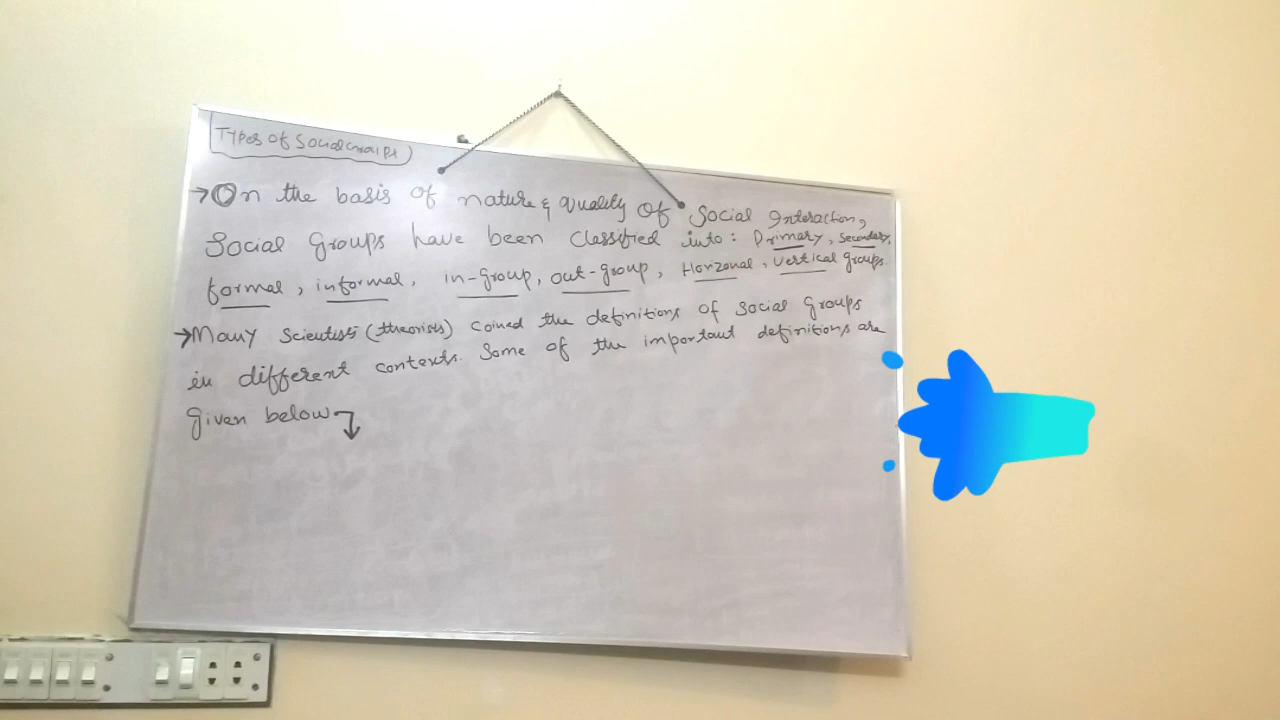 Types of Social Groups
→ On the basis of nature & quality of Social Interaction,
Social Groups have been classified into: Primary, Secondary,
formal, informal, in-group, out-group, Horizonal, Vertical groups.
→ Many Scientists (theorists) coined the definitions of social Groups
in different contexts. Some of the important definitions are
given below